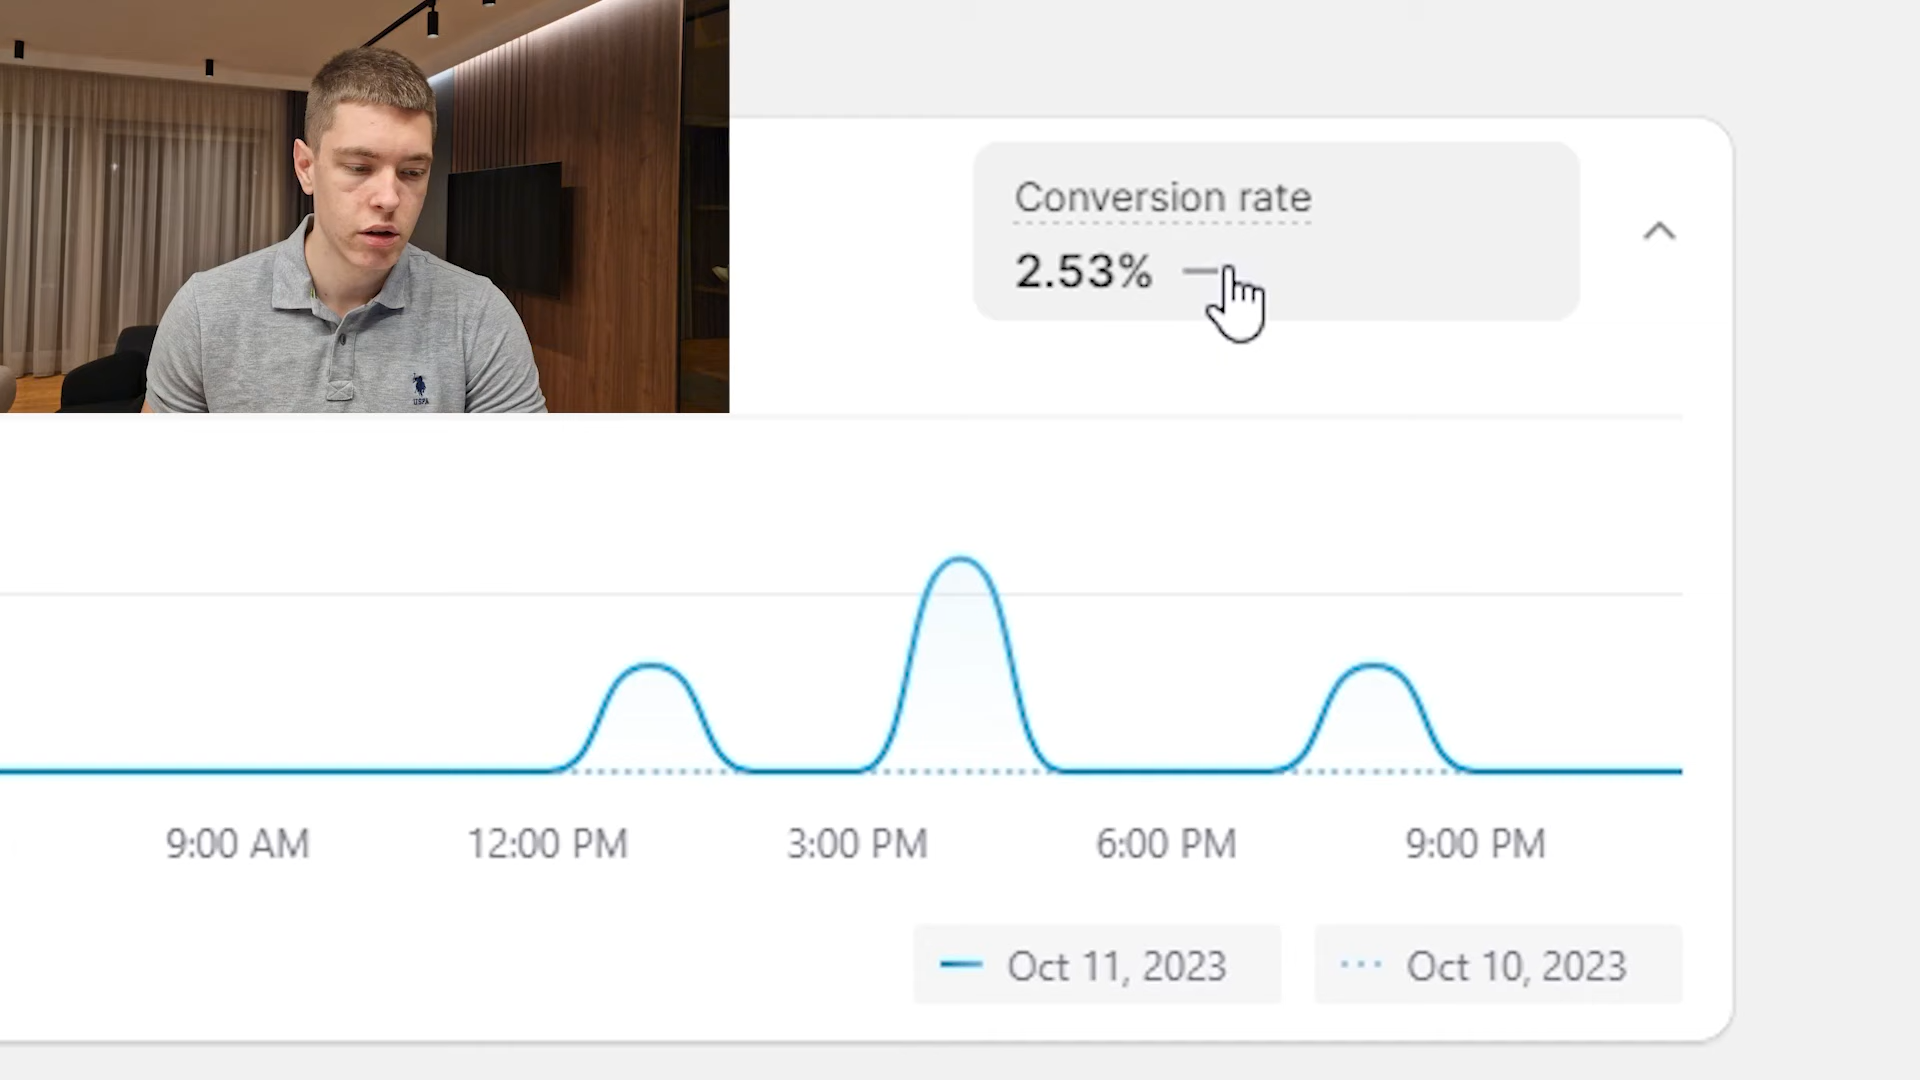 Conversion rate
2.53% —
USPA
9:00 AM 12:00 PM 3:00 PM 6:00 PM 9:00 PM
Oct 11, 2023 Oct 10, 2023